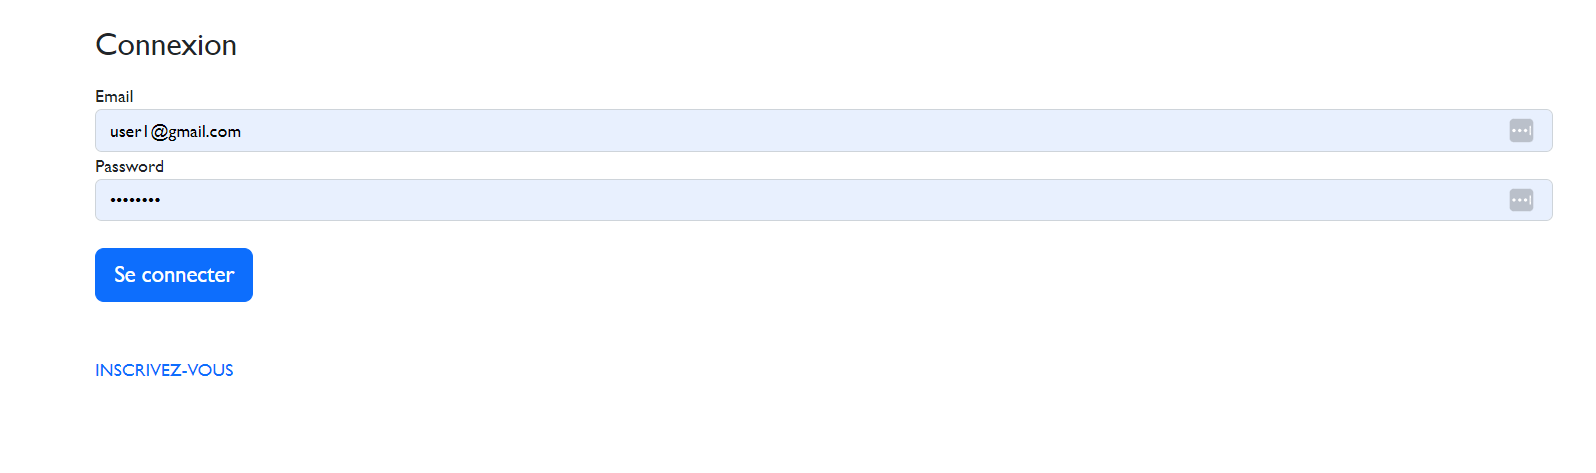 Connexion
Email
user1@gmail.com
Password
••••••••
Se connecter
INSCRIVEZ-VOUS